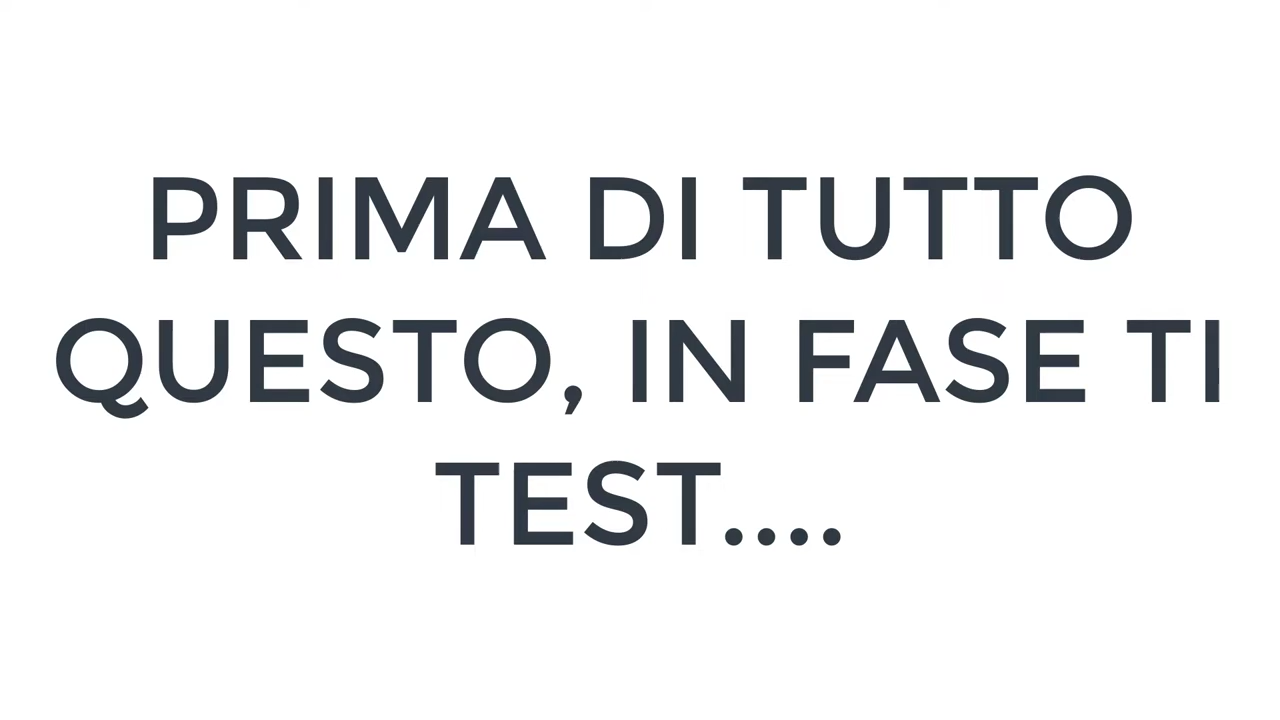 PRIMA DI TUTTO
QUESTO, IN FASE TI
TEST....